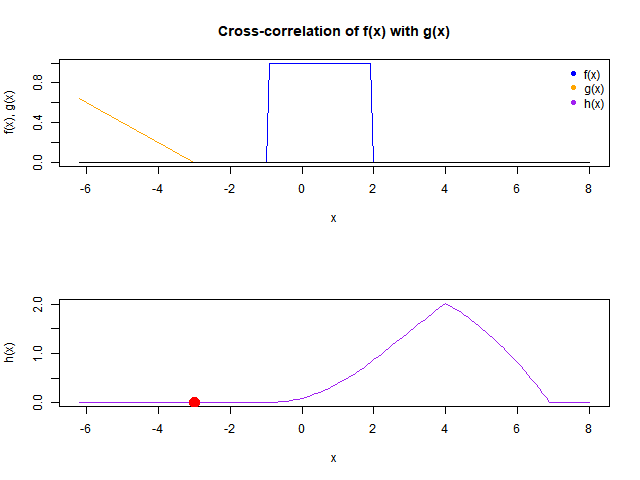 Cross-correlation of f(x) with g(x)
f(x), g(x)
0.8
0.4
0.0
f(x)
g(x)
h(x)
-6 -4 -2 0 2 4 6 8
x
h(x)
2.0
1.0
0.0
-6 -4 -2 0 2 4 6 8
x